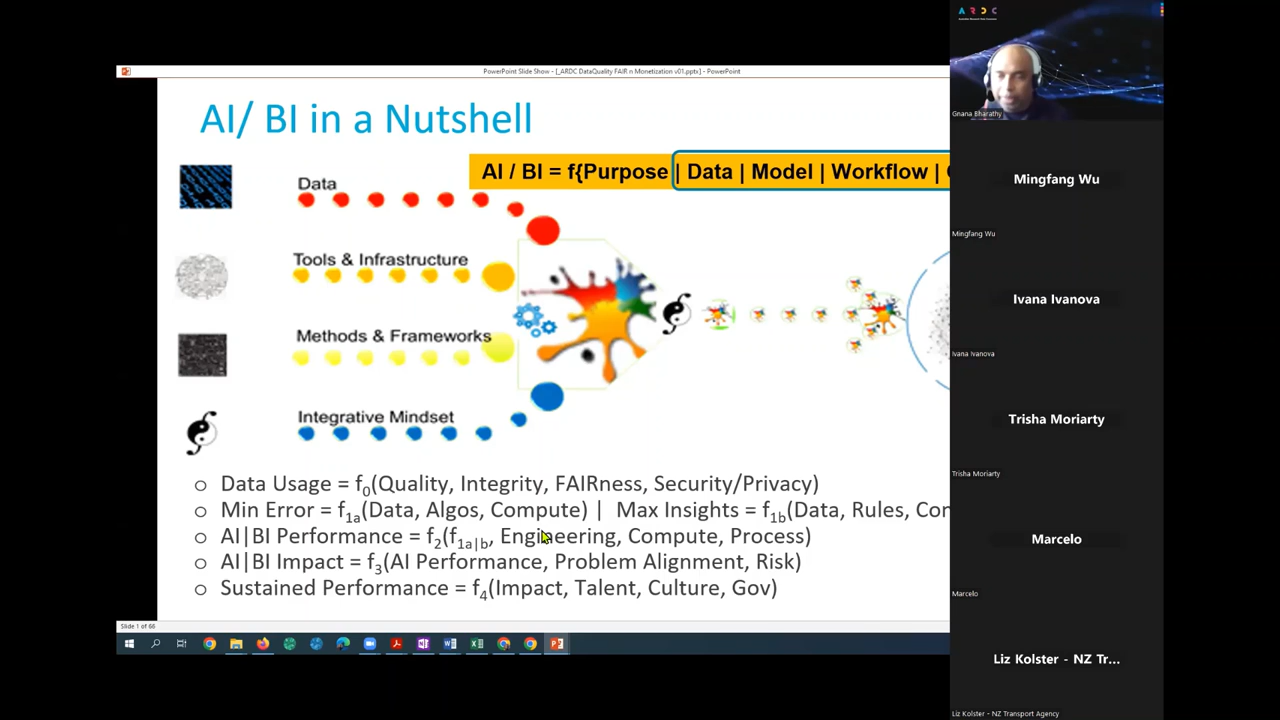 A R D C
PowerPoint Slide Show - [_ARDC DataQuality FAIR n Monetization v01.pptx] - PowerPoint
AI/ BI in a Nutshell
AI / BI = f{Purpose | Data | Model | Workflow |
Data
Tools & Infrastructure
Methods & Frameworks
Integrative Mindset
o Data Usage = f0(Quality, Integrity, FAIRness, Security/Privacy)
o Min Error = f1a(Data, Algos, Compute) | Max Insights = f1b(Data, Rules, Con
o AI|BI Performance = f2(f1a|b, Engineering, Compute, Process)
o AI|BI Impact = f3(AI Performance, Problem Alignment, Risk)
o Sustained Performance = f4(Impact, Talent, Culture, Gov)
Slide 1 of 66
Gnana Bharathy
Mingfang Wu
Mingfang Wu
Ivana Ivanova
Ivana Ivanova
Trisha Moriarty
Trisha Moriarty
Marcelo
Marcelo
Liz Kolster - NZ Tr...
Liz Kolster - NZ Transport Agency